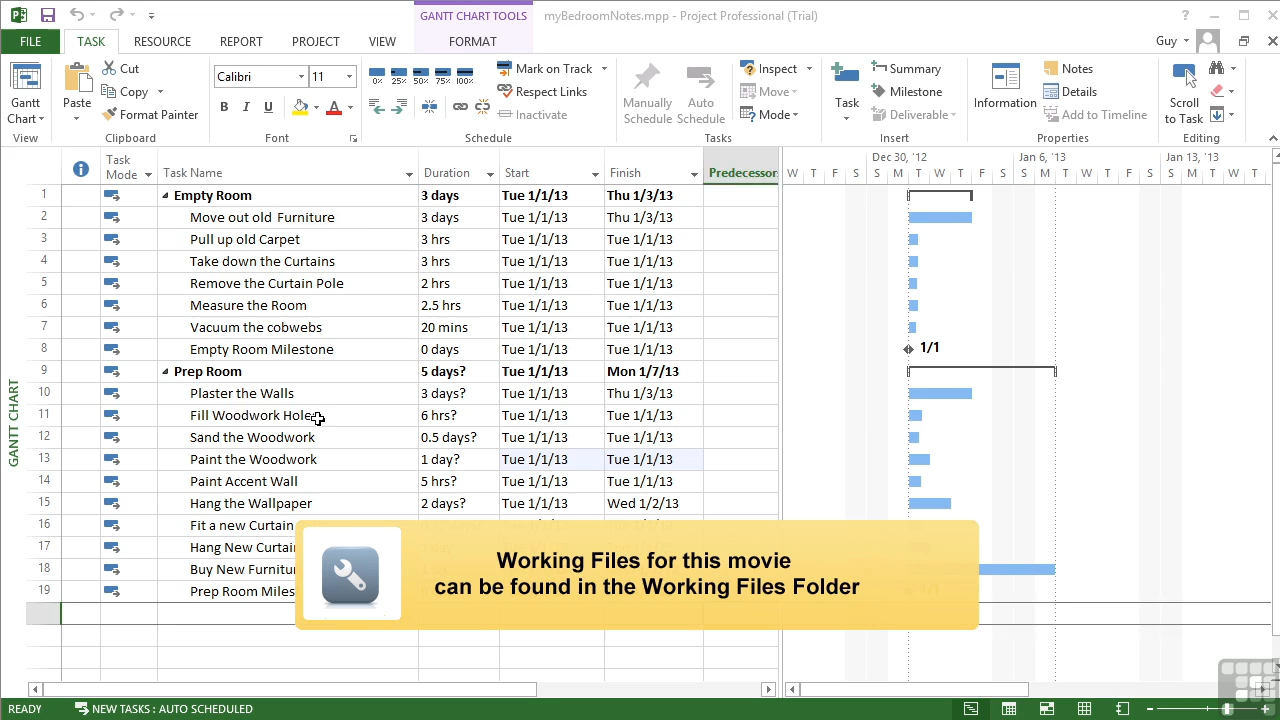 GANTT CHART TOOLS
myBedroomNotes.mpp - Project Professional (Trial)
FILE TASK RESOURCE REPORT PROJECT VIEW FORMAT Guy
Cut
Copy
Format Painter
Gantt Chart
Paste
Calibri 11
B I U A
0% 25% 50% 75% 100%
Mark on Track
Respect Links
Inactivate
Manually Schedule
Auto Schedule
Inspect
Move
Mode
Task
Summary
Milestone
Deliverable
Information
Notes
Details
Add to Timeline
Scroll to Task
View Clipboard Font Schedule Tasks Insert Properties Editing
Task Mode Task Name Duration Start Finish Predecessors
Dec 30, '12 Jan 6, '13 Jan 13, '13
W T F S S M T W T F S S M T W T F S S M T W T
1 Empty Room 3 days Tue 1/1/13 Thu 1/3/13
2 Move out old Furniture 3 days Tue 1/1/13 Thu 1/3/13
3 Pull up old Carpet 3 hrs Tue 1/1/13 Tue 1/1/13
4 Take down the Curtains 3 hrs Tue 1/1/13 Tue 1/1/13
5 Remove the Curtain Pole 2 hrs Tue 1/1/13 Tue 1/1/13
6 Measure the Room 2.5 hrs Tue 1/1/13 Tue 1/1/13
7 Vacuum the cobwebs 20 mins Tue 1/1/13 Tue 1/1/13
8 Empty Room Milestone 0 days Tue 1/1/13 Tue 1/1/13 1/1
9 Prep Room 5 days? Tue 1/1/13 Mon 1/7/13
10 Plaster the Walls 3 days? Tue 1/1/13 Thu 1/3/13
11 Fill Woodwork Holes 6 hrs? Tue 1/1/13 Tue 1/1/13
12 Sand the Woodwork 0.5 days? Tue 1/1/13 Tue 1/1/13
13 Paint the Woodwork 1 day? Tue 1/1/13 Tue 1/1/13
14 Paint Accent Wall 5 hrs? Tue 1/1/13 Tue 1/1/13
15 Hang the Wallpaper 2 days? Tue 1/1/13 Wed 1/2/13
16 Fit a new Curtain
17 Hang New Curtain
18 Buy New Furnitu
19 Prep Room Miles
GANTT CHART
Working Files for this movie
can be found in the Working Files Folder
READY NEW TASKS : AUTO SCHEDULED